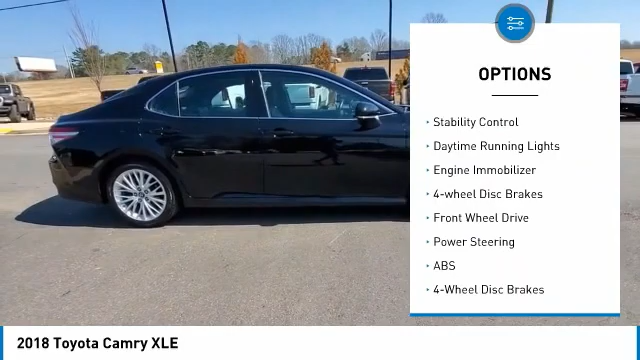 OPTIONS
Stability Control
Daytime Running Lights
Engine Immobilizer
4-wheel Disc Brakes
Front Wheel Drive
Power Steering
ABS
4-Wheel Disc Brakes
2018 Toyota Camry XLE